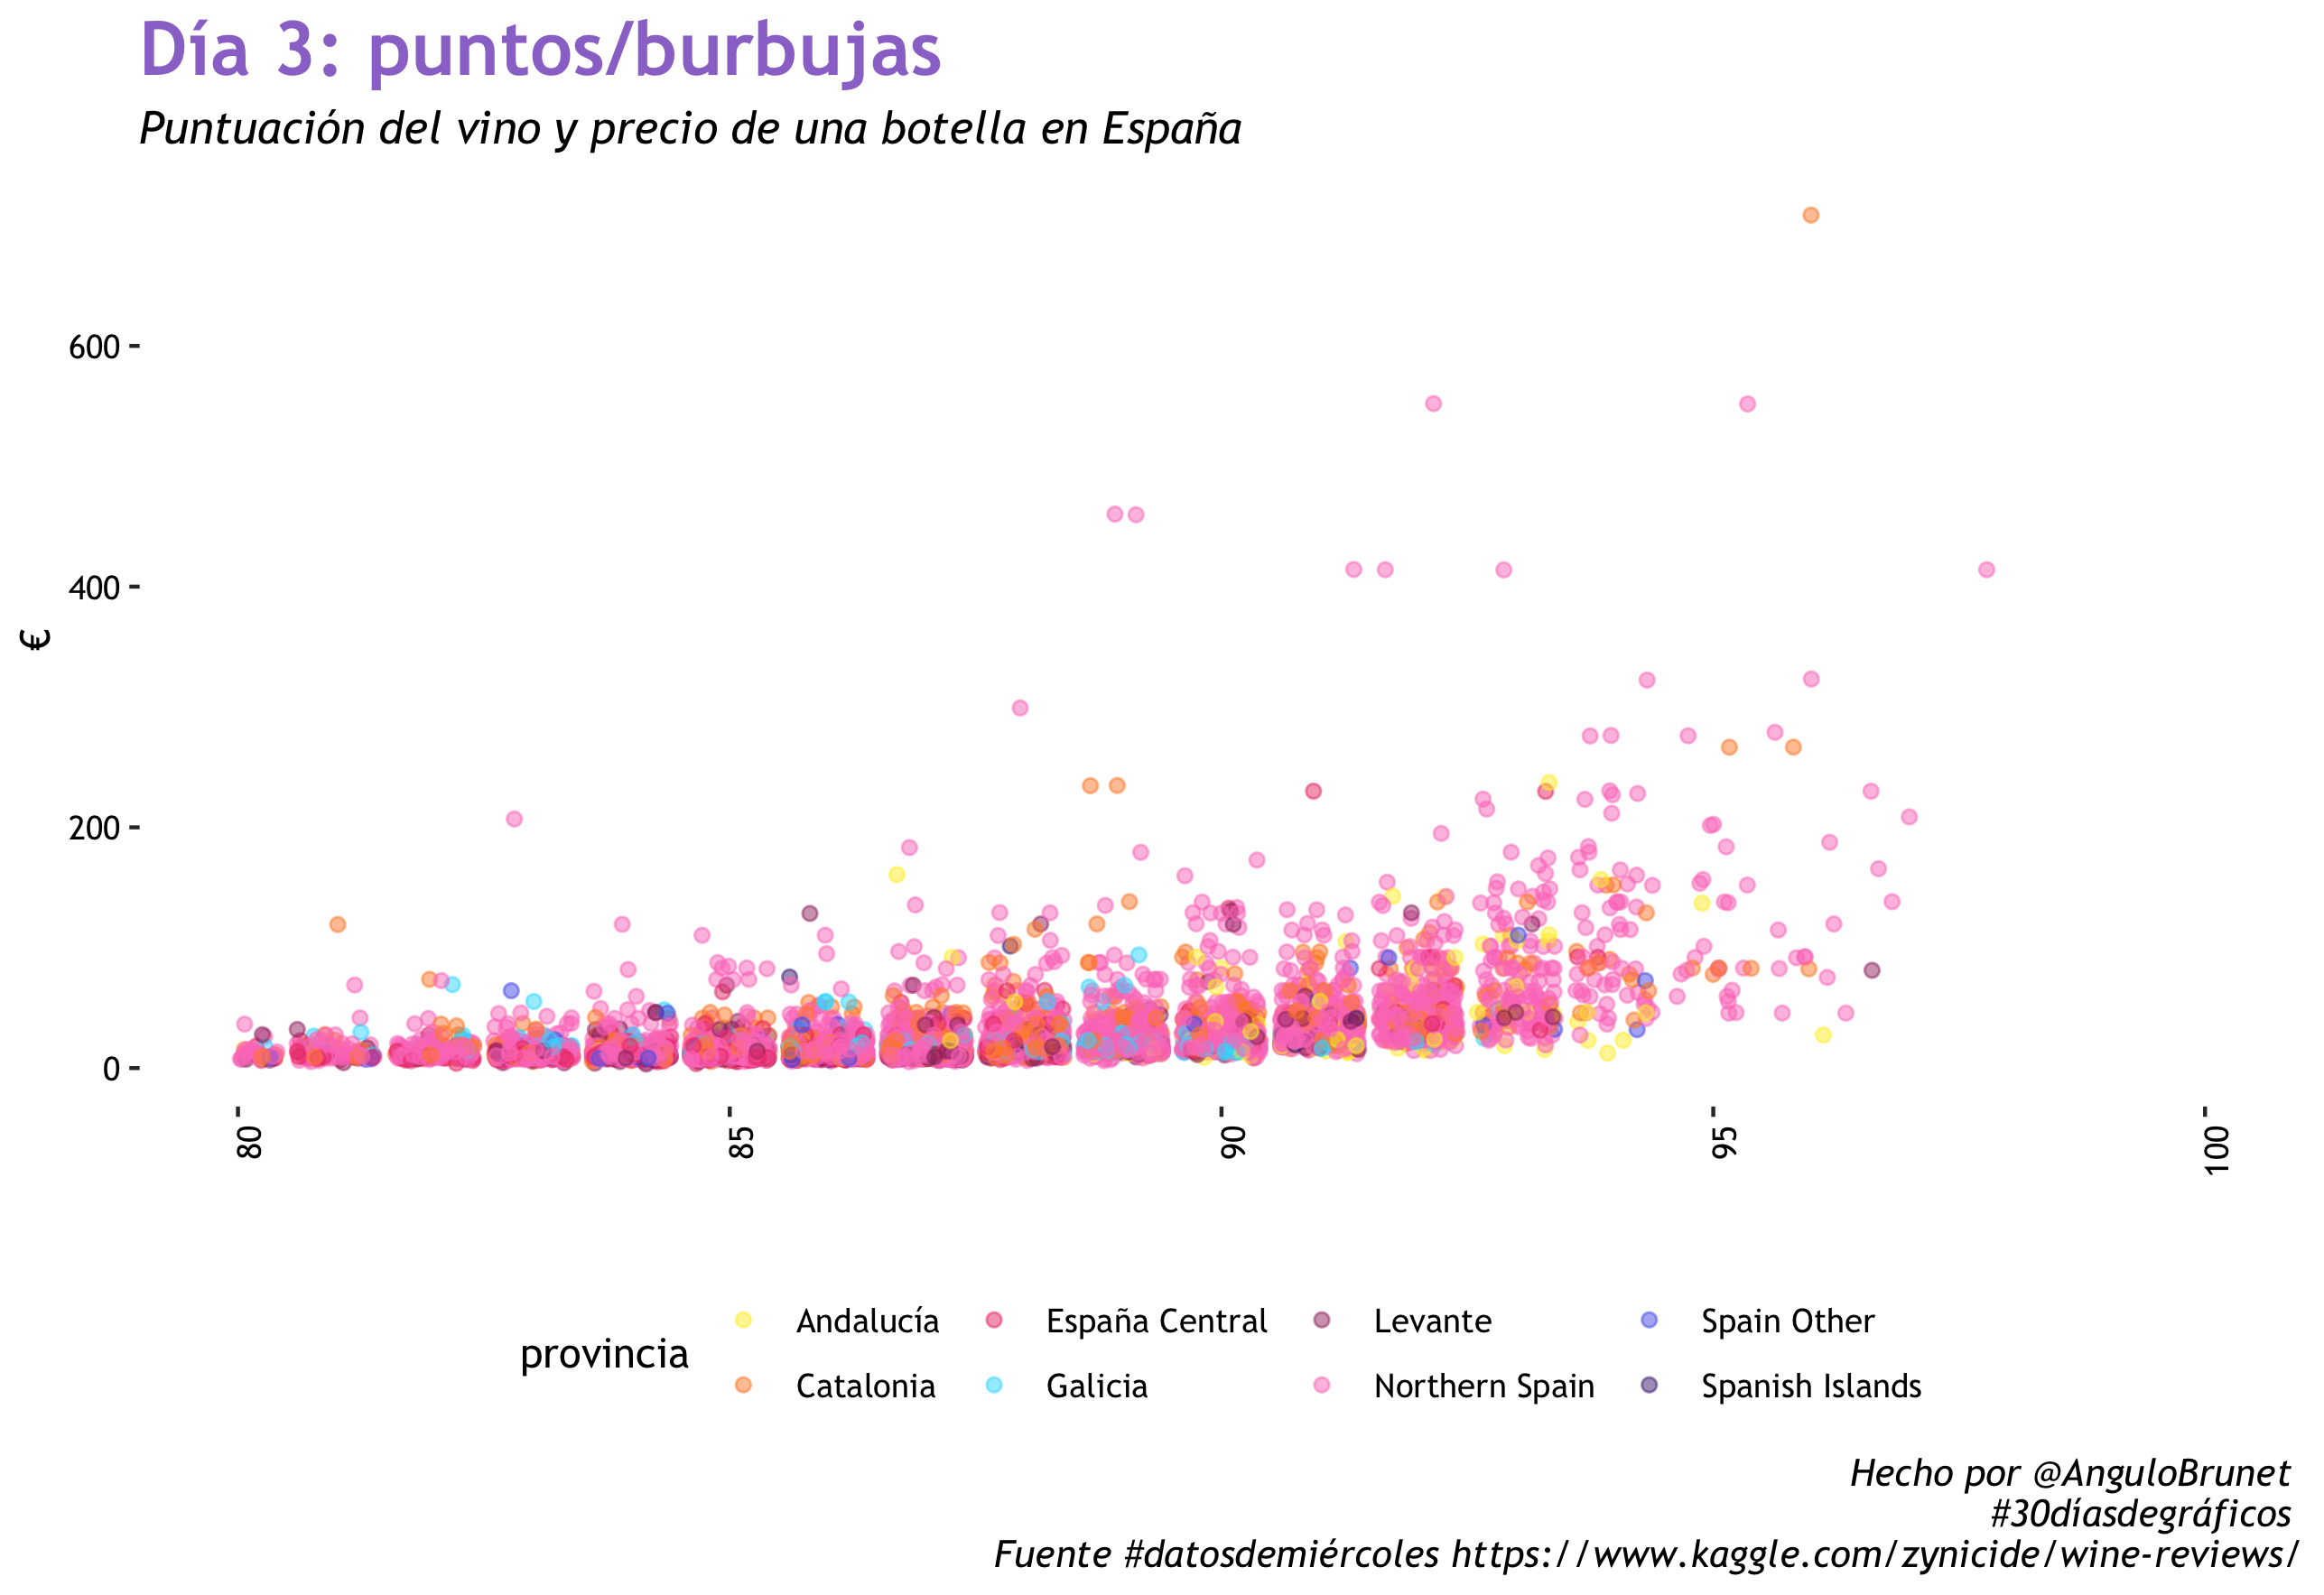 Día 3: puntos/burbujas
Puntuación del vino y precio de una botella en España
600
400
€
200
0
80
85
90
95
100
provincia
Andalucía
España Central
Levante
Spain Other
Catalonia
Galicia
Northern Spain
Spanish Islands
Hecho por @AnguloBrunet
#30díasdegráficos
Fuente #datosdemiércoles https://www.kaggle.com/zynicide/wine-reviews/